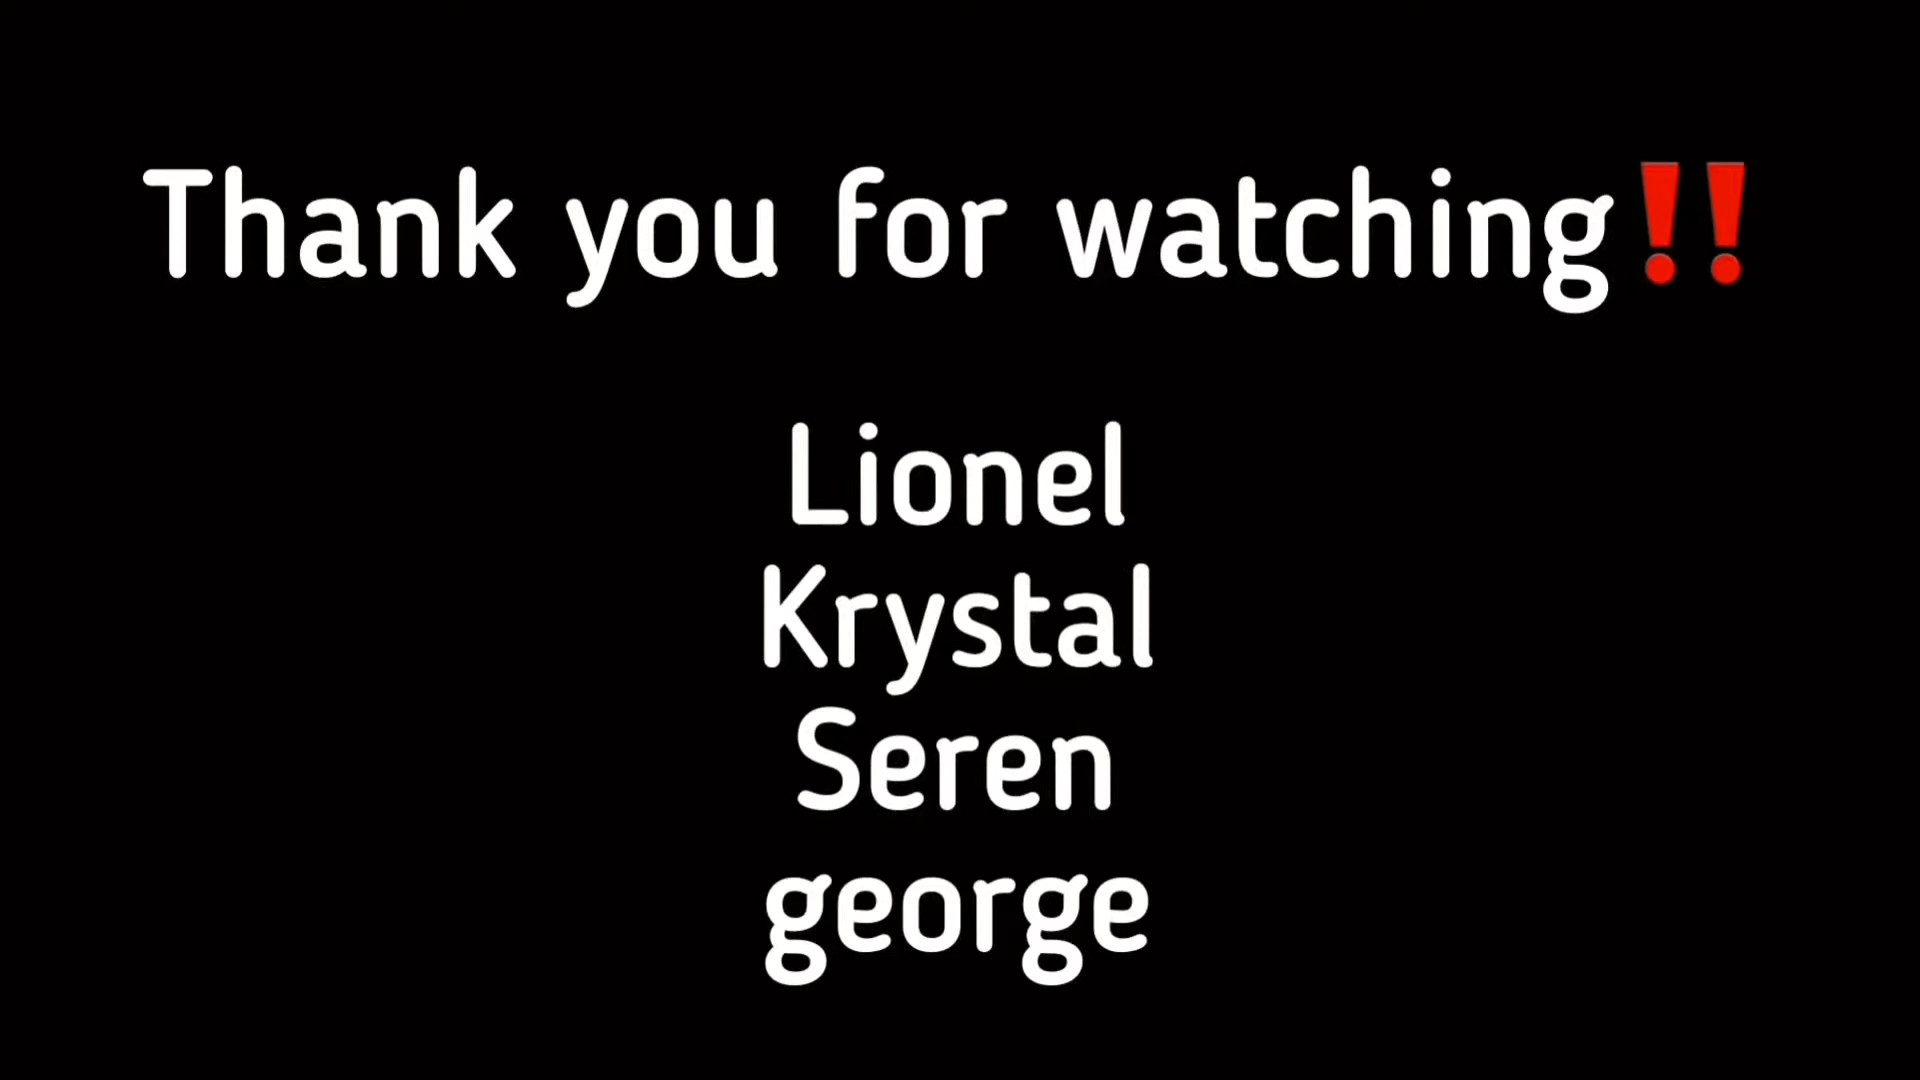 Thank you for watching‼️
Lionel
Krystal
Seren
george